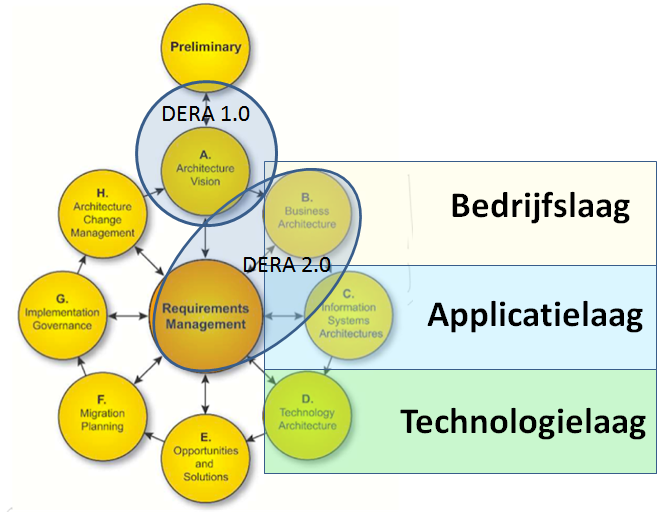 Preliminary
DERA 1.0
A.
Architecture
Vision
H.
Architecture
Change
Management
B.
Business
Architecture
Bedrijfslaag
DERA 2.0
G.
Implementation
Governance
Requirements
Management
C.
Information
Systems
Architectures
Applicatielaag
F.
Migration
Planning
D.
Technology
Architecture
Technologielaag
E.
Opportunities
and
Solutions